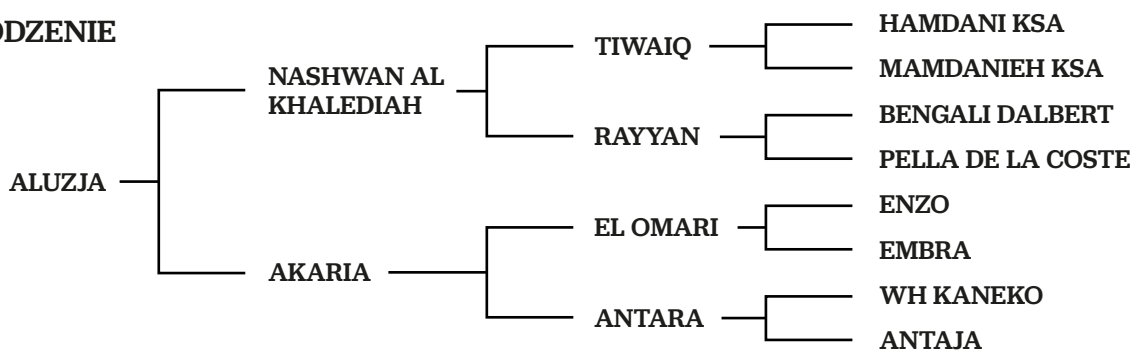 ODZENIE
HAMDANI KSA
TIWAIQ
MAMDANIEH KSA
NASHWAN AL
KHALEDIAH
BENGALI DALBERT
RAYYAN
PELLA DE LA COSTE
ALUZJA
ENZO
EL OMARI
EMBRA
AKARIA
WH KANEKO
ANTARA
ANTAJA